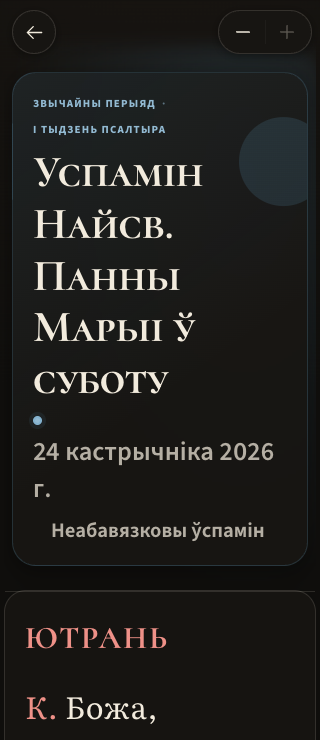 ЗВЫЧАЙНЫ ПЕРЫЯД ·
I ТЫДЗЕНЬ ПСАЛТЫРА
Успамін
Найсв.
Панны
Марыі ў
суботу
24 кастрычніка 2026
г.
Неабавязковы ўспамін
ЮТРАНЬ
К. Божа,